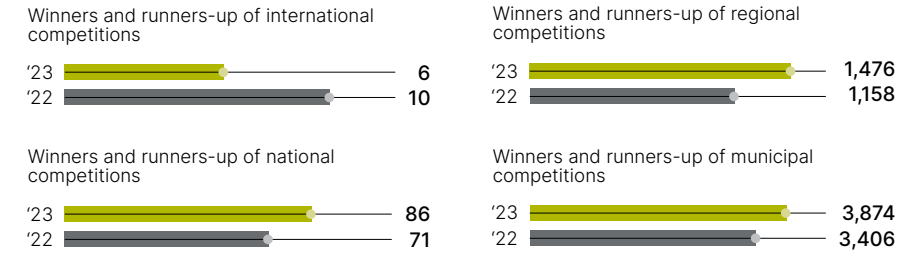 Winners and runners-up of international
competitions
‘23 6
‘22 10
Winners and runners-up of regional
competitions
‘23 1,476
‘22 1,158
Winners and runners-up of national
competitions
‘23 86
‘22 71
Winners and runners-up of municipal
competitions
‘23 3,874
‘22 3,406